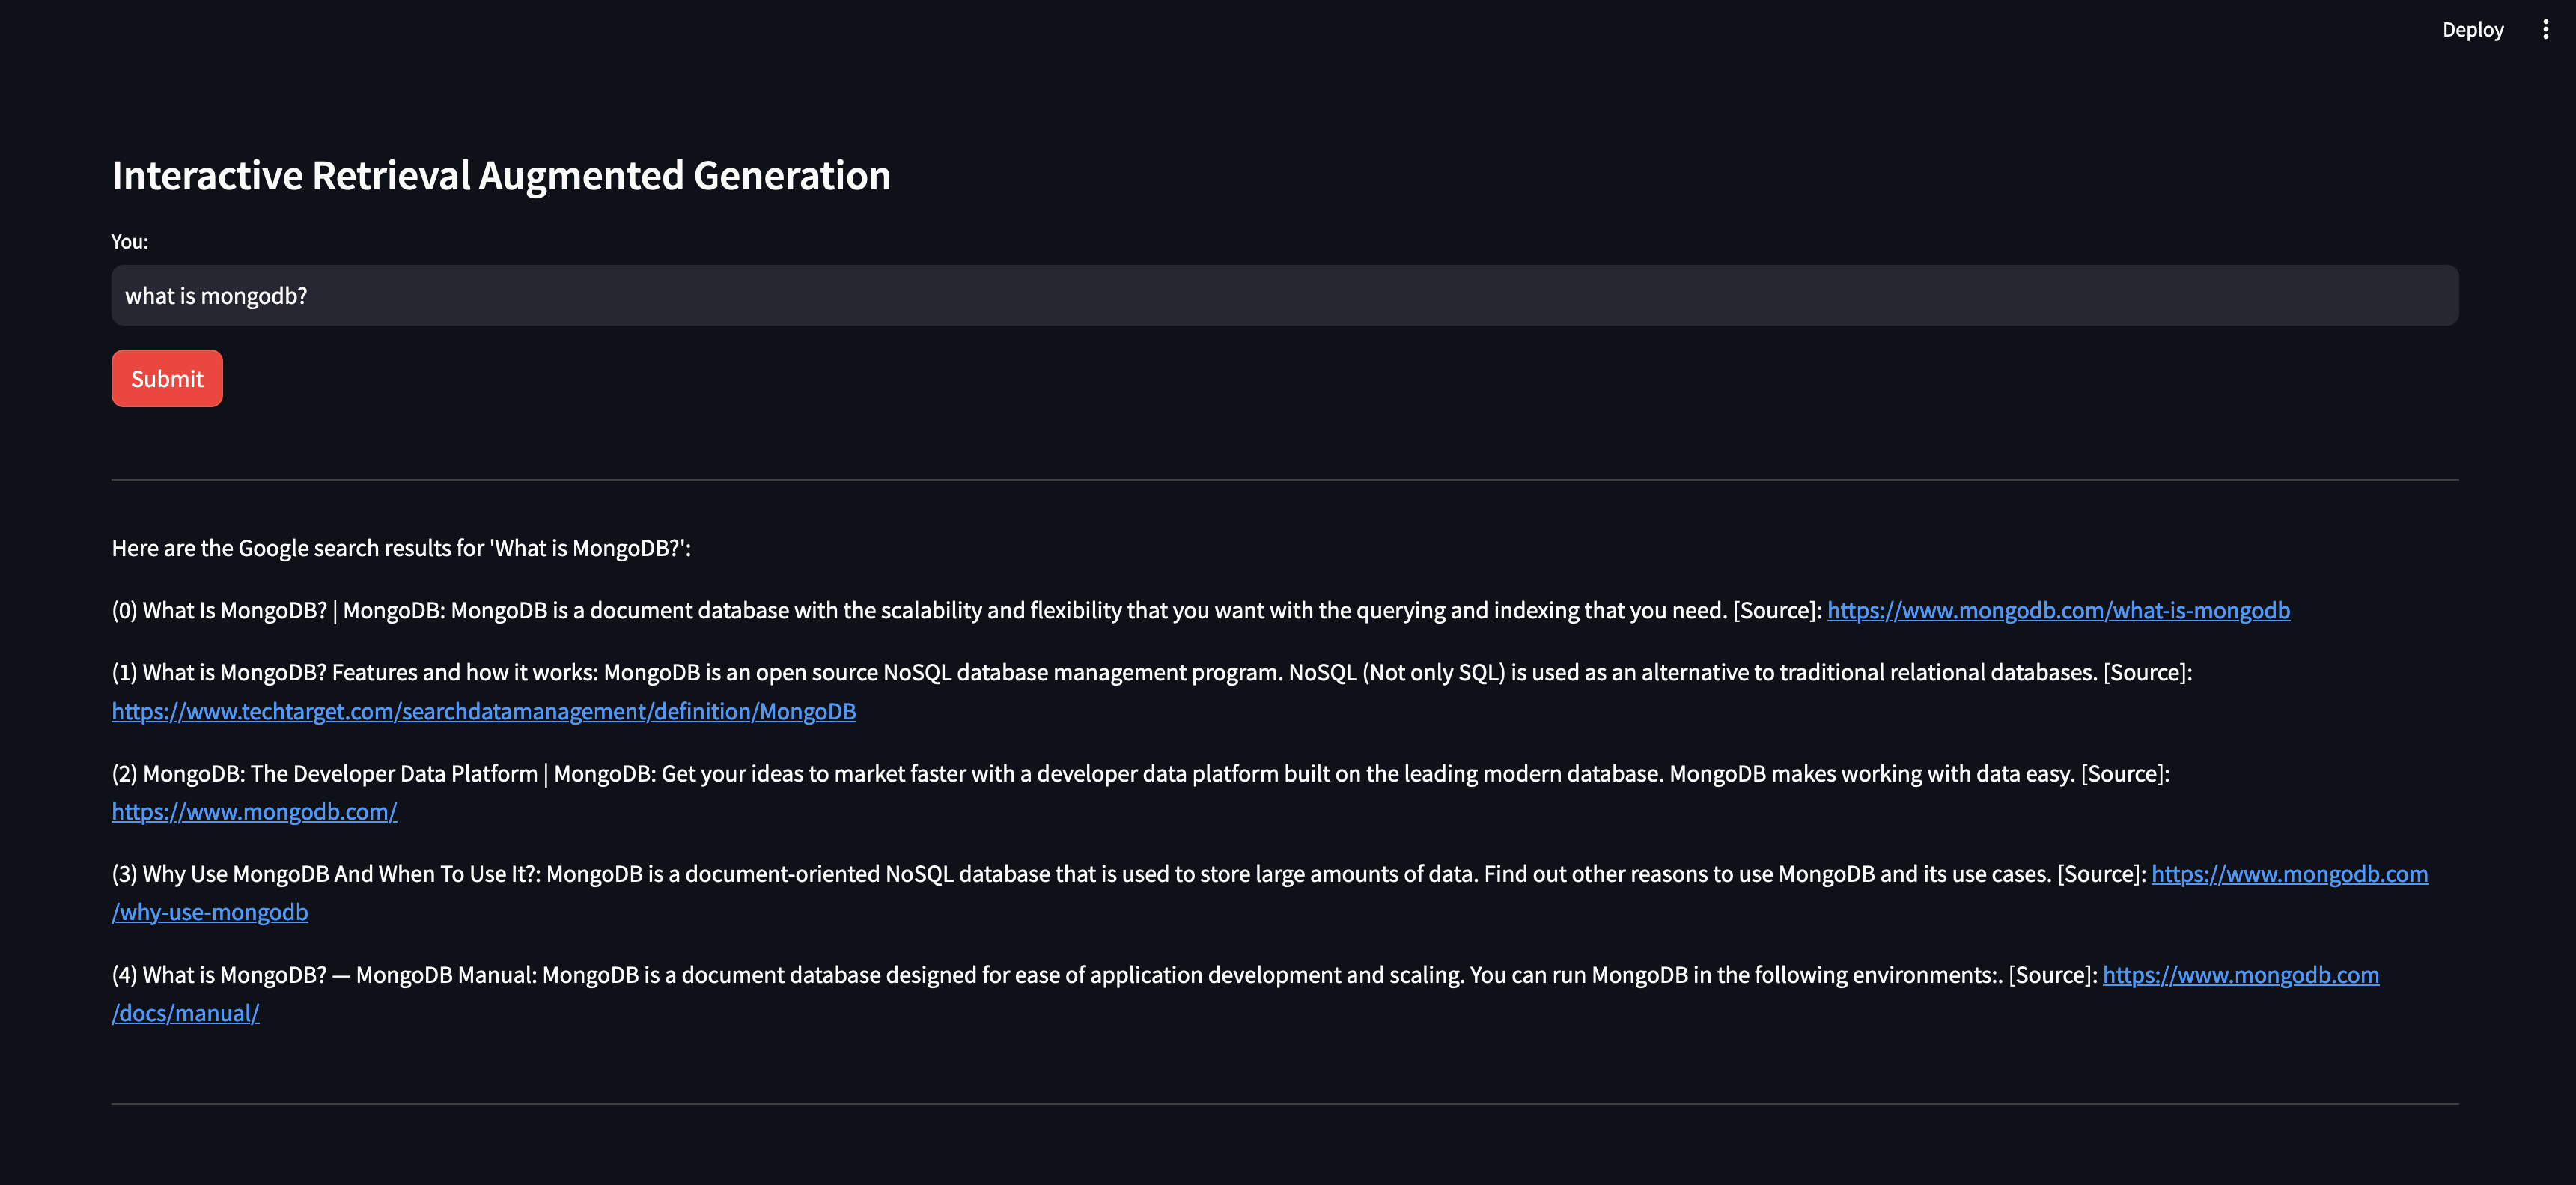 Deploy
Interactive Retrieval Augmented Generation
You:
what is mongodb?
Submit
Here are the Google search results for 'What is MongoDB?':
(0) What Is MongoDB? | MongoDB: MongoDB is a document database with the scalability and flexibility that you want with the querying and indexing that you need. [Source]: https://www.mongodb.com/what-is-mongodb
(1) What is MongoDB? Features and how it works: MongoDB is an open source NoSQL database management program. NoSQL (Not only SQL) is used as an alternative to traditional relational databases. [Source]:
https://www.techtarget.com/searchdatamanagement/definition/MongoDB
(2) MongoDB: The Developer Data Platform | MongoDB: Get your ideas to market faster with a developer data platform built on the leading modern database. MongoDB makes working with data easy. [Source]:
https://www.mongodb.com/
(3) Why Use MongoDB And When To Use It?: MongoDB is a document-oriented NoSQL database that is used to store large amounts of data. Find out other reasons to use MongoDB and its use cases. [Source]: https://www.mongodb.com
/why-use-mongodb
(4) What is MongoDB? — MongoDB Manual: MongoDB is a document database designed for ease of application development and scaling. You can run MongoDB in the following environments:. [Source]: https://www.mongodb.com
/docs/manual/